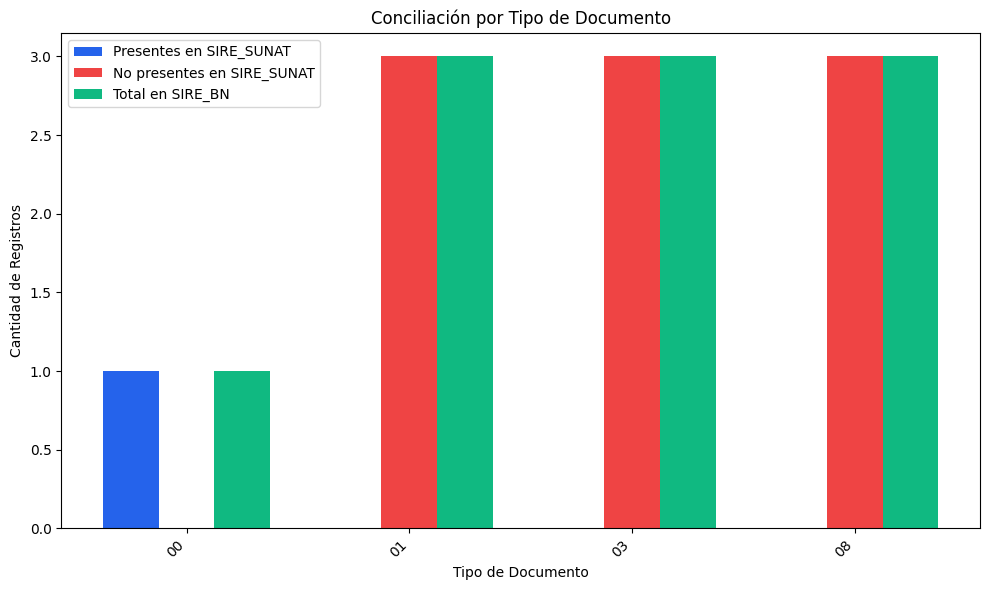 Conciliación por Tipo de Documento
Presentes en SIRE_SUNAT
No presentes en SIRE_SUNAT
Total en SIRE_BN
Cantidad de Registros
3.0
2.5
2.0
1.5
1.0
0.5
0.0
00
01
03
08
Tipo de Documento